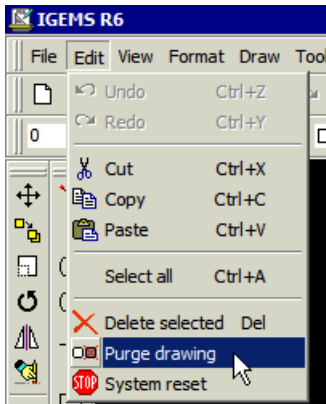 IGEMS R6
File Edit View Format Draw
Undo Ctrl+Z
Redo Ctrl+Y
0
Cut Ctrl+X
Copy Ctrl+C
Paste Ctrl+V
Select all Ctrl+A
Delete selected Del
Purge drawing
STOP System reset